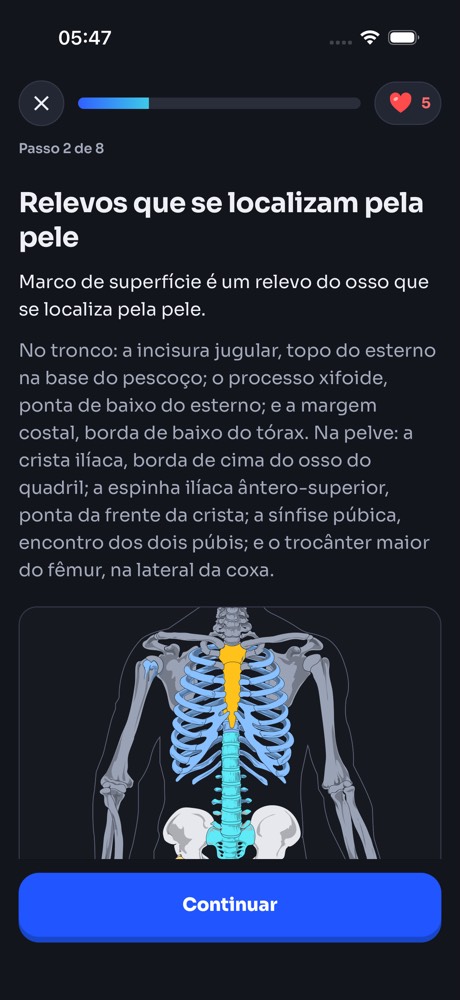 05:47
5
Passo 2 de 8
Relevos que se localizam pela
pele
Marco de superfície é um relevo do osso que
se localiza pela pele.
No tronco: a incisura jugular, topo do esterno
na base do pescoço; o processo xifoide,
ponta de baixo do esterno; e a margem
costal, borda de baixo do tórax. Na pelve: a
crista ilíaca, borda de cima do osso do
quadril; a espinha ilíaca ântero-superior,
ponta da frente da crista; a sínfise púbica,
encontro dos dois púbis; e o trocânter maior
do fêmur, na lateral da coxa.
Continuar